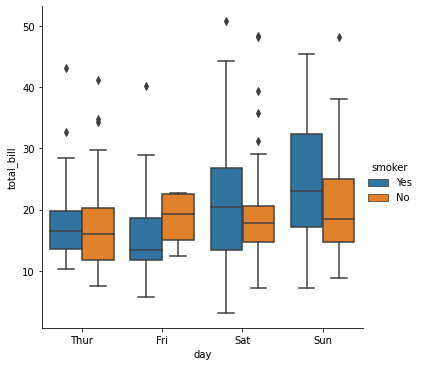 50
40
30
20
10
total_bill
Thur Fri Sat Sun
day
smoker
Yes
No